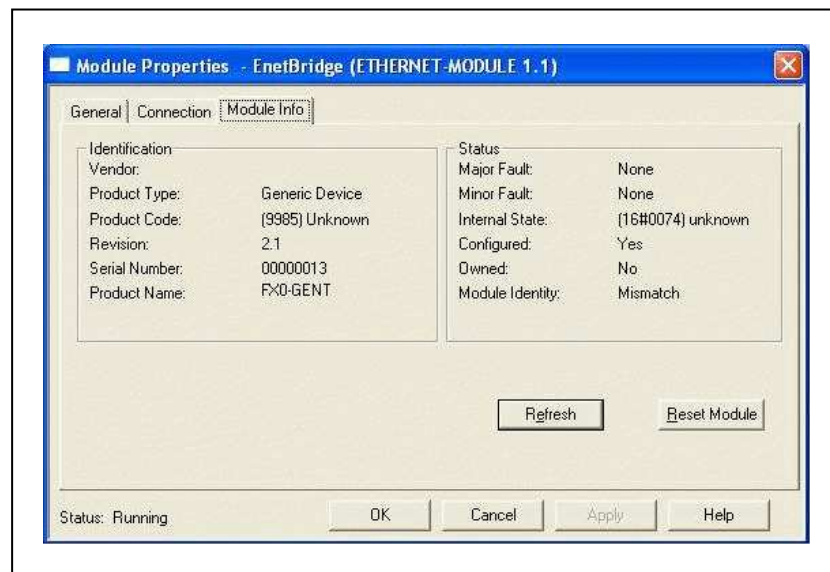 Module Properties - EnetBridge (ETHERNET-MODULE 1.1)
General Connection Module Info
Identification
Vendor:
Product Type: Generic Device
Product Code: (9985) Unknown
Revision: 2.1
Serial Number: 00000013
Product Name: FX0-GENT
Status
Major Fault: None
Minor Fault: None
Internal State: (16#0074) unknown
Configured: Yes
Owned: No
Module Identity: Mismatch
Refresh Reset Module
Status: Running OK Cancel Apply Help